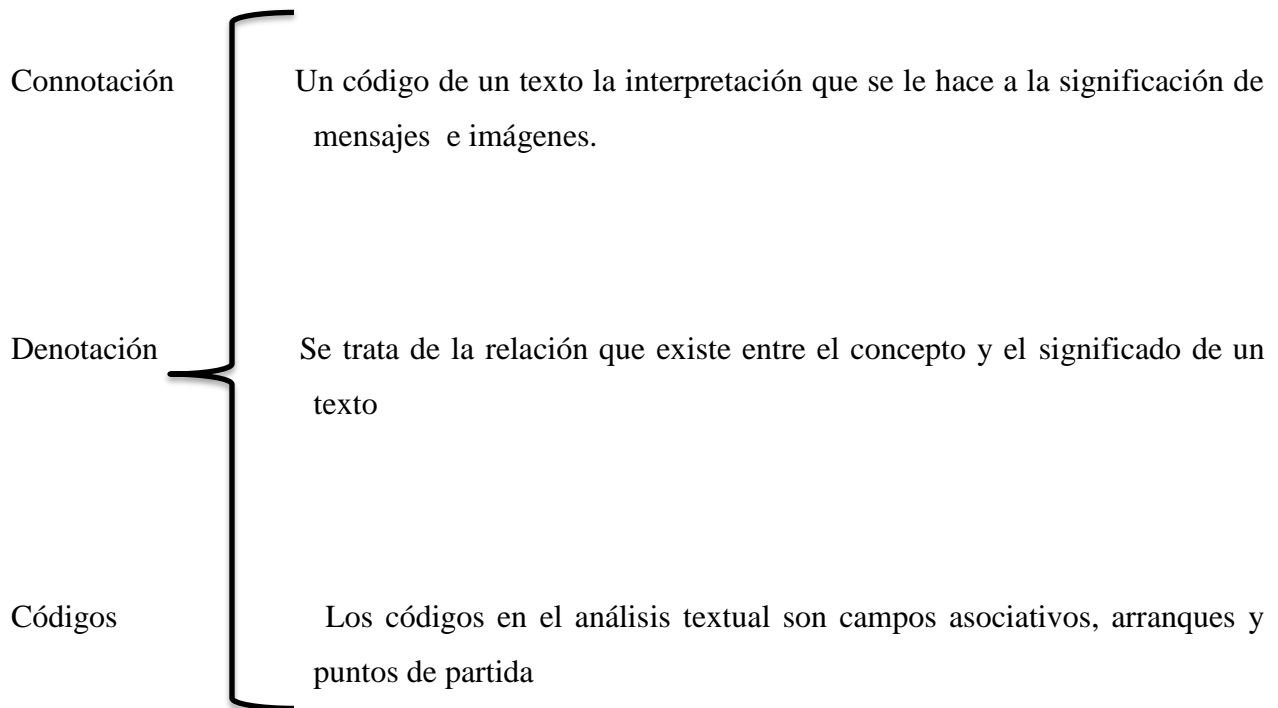 Connotación Un código de un texto la interpretación que se le hace a la significación de
mensajes e imágenes.
Denotación Se trata de la relación que existe entre el concepto y el significado de un
texto
Códigos Los códigos en el análisis textual son campos asociativos, arranques y
puntos de partida